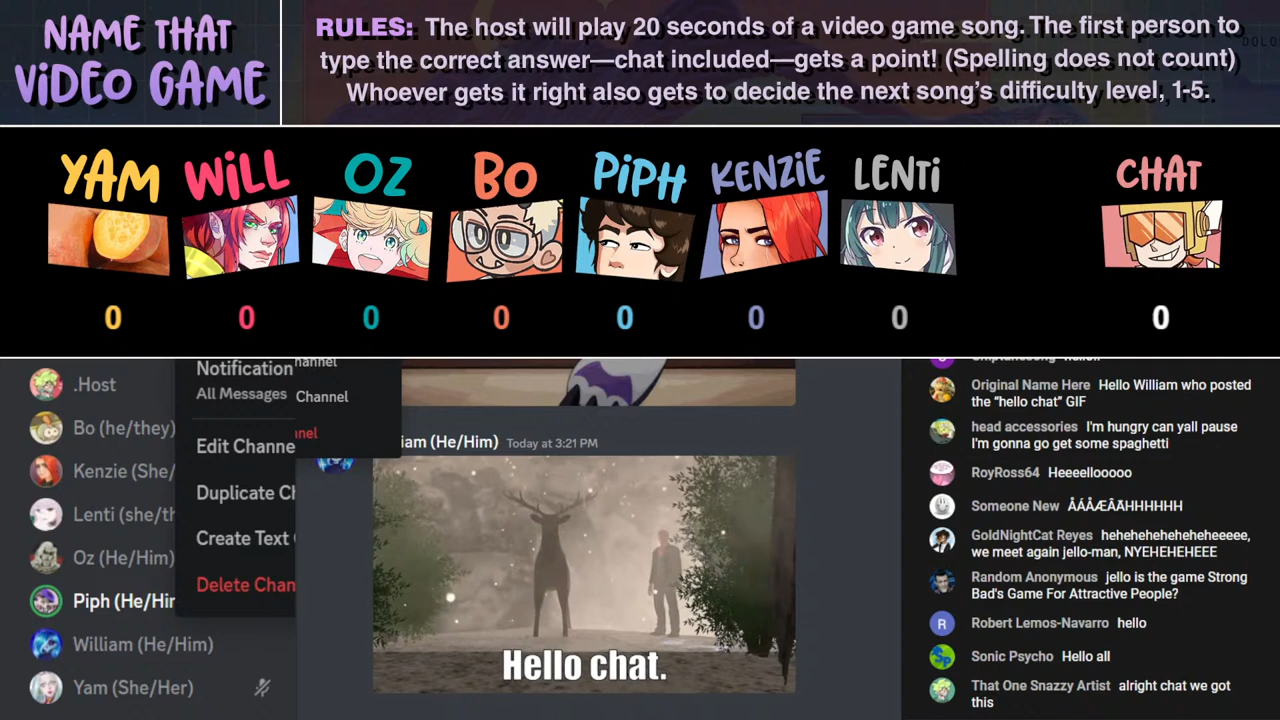 NAME THAT
ViDEO GAME
RULES: The host will play 20 seconds of a video game song. The first person to
type the correct answer—chat included—gets a point! (Spelling does not count)
Whoever gets it right also gets to decide the next song's difficulty level, 1-5.
YAM
WiLL
OZ
BO
PiPH
KENZiE
LENTi
CHAT
0
0
0
0
0
0
0
0
.Host
Bo (he/they)
Kenzie (She/
Lenti (she/th
Oz (He/Him)
Piph (He/Hir
William (He/Him)
Yam (She/Her)
Notification
All Messages
Edit Channe
Duplicate Ch
Create Text
Delete Chan
hannel
Channel
nnel
iam (He/Him) Today at 3:21 PM
Hello chat.
Original Name Here Hello William who posted
the “hello chat” GIF
head accessories I'm hungry can yall pause
I'm gonna go get some spaghetti
RoyRoss64 Heeeellooooo
Someone New ÅÁÅÆÂÄHHHHHH
GoldNightCat Reyes heheheheheheheeeee,
we meet again jello-man, NYEHEHEHEEE
Random Anonymous jello is the game Strong
Bad's Game For Attractive People?
R
Robert Lemos-Navarro hello
Sonic Psycho Hello all
That One Snazzy Artist alright chat we got
this